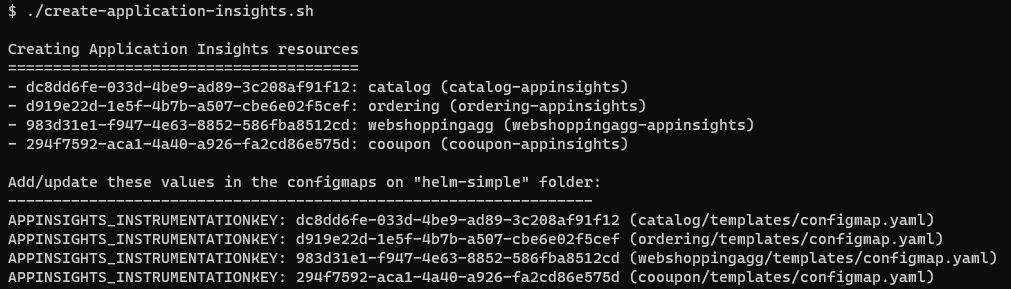 $ ./create-application-insights.sh
Creating Application Insights resources
=======================================
- dc8dd6fe-033d-4be9-ad89-3c208af91f12: catalog (catalog-appinsights)
- d919e22d-1e5f-4b7b-a507-cbe6e02f5cef: ordering (ordering-appinsights)
- 983d31e1-f947-4e63-8852-586fba8512cd: webshoppingagg (webshoppingagg-appinsights)
- 294f7592-aca1-4a40-a926-fa2cd86e575d: cooupon (cooupon-appinsights)
Add/update these values in the configmaps on "helm-simple" folder:
-----------------------------------------------------------------
APPINSIGHTS_INSTRUMENTATIONKEY: dc8dd6fe-033d-4be9-ad89-3c208af91f12 (catalog/templates/configmap.yaml)
APPINSIGHTS_INSTRUMENTATIONKEY: d919e22d-1e5f-4b7b-a507-cbe6e02f5cef (ordering/templates/configmap.yaml)
APPINSIGHTS_INSTRUMENTATIONKEY: 983d31e1-f947-4e63-8852-586fba8512cd (webshoppingagg/templates/configmap.yaml)
APPINSIGHTS_INSTRUMENTATIONKEY: 294f7592-aca1-4a40-a926-fa2cd86e575d (cooupon/templates/configmap.yaml)